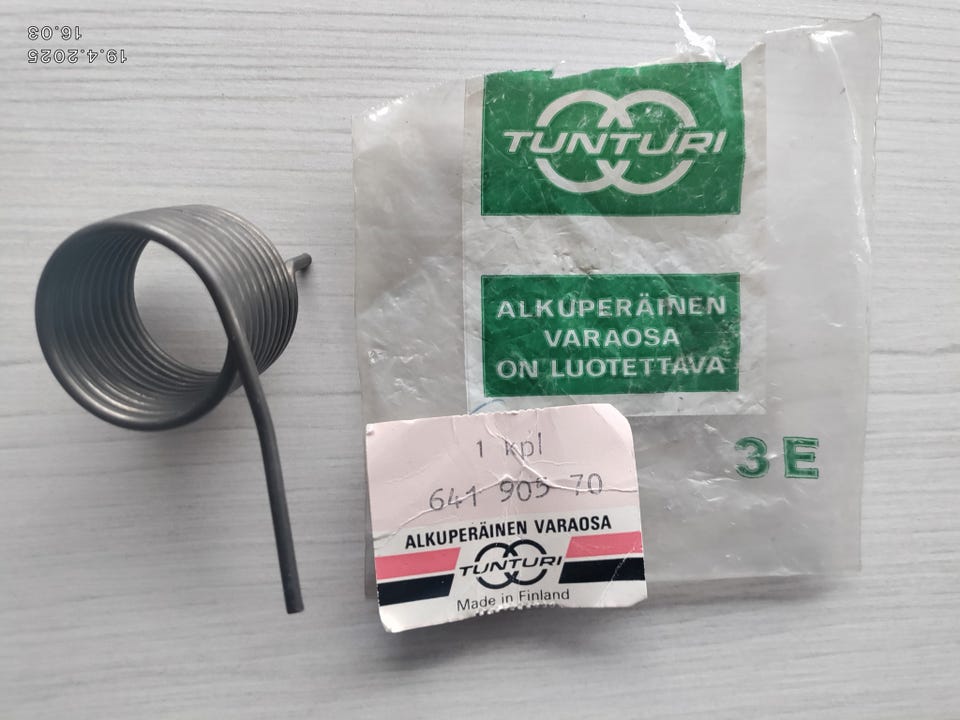 16.03
19.4.2025
TUNTURI
ALKUPERÄINEN
VARAOSA
ON LUOTETTAVA
3 E
1 kpl
641 905 70
ALKUPERÄINEN VARAOSA
TUNTURI
Made in Finland